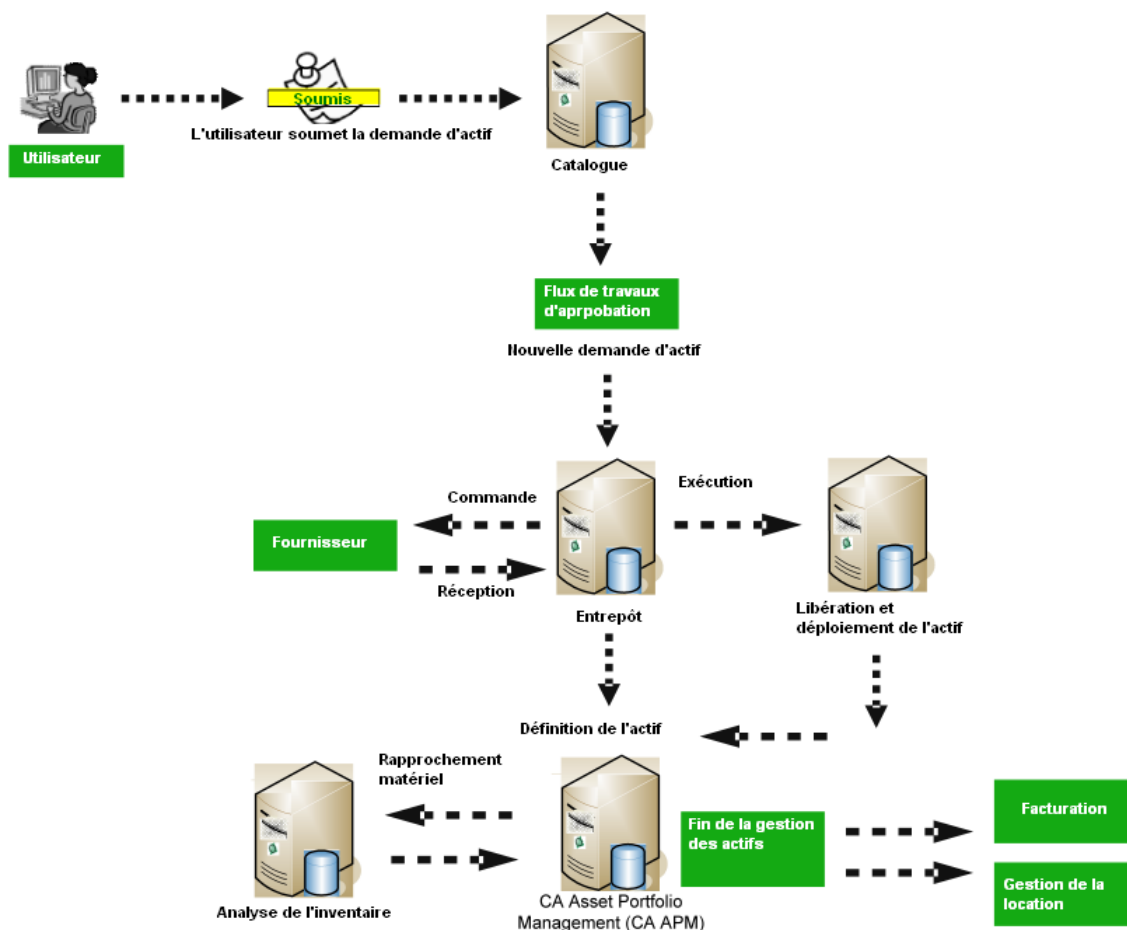 Soumis
L'utilisateur soumet la demande d'actif
Utilisateur
Catalogue
Flux de travaux
d'aprpobation
Nouvelle demande d'actif
Commande
Exécution
Fournisseur
Réception
Entrepôt
Libération et
déploiement de l'actif
Définition de l'actif
Rapprochement
matériel
Fin de la gestion
des actifs
Facturation
Gestion de la
location
Analyse de l'inventaire
CA Asset Portfolio
Management (CA APM)